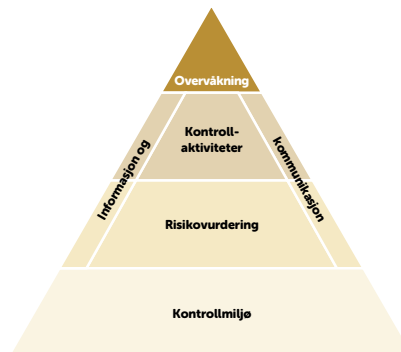 Overvåkning
Kontroll-
aktiviteter
Informasjon og
kommunikasjon
Risikovurdering
Kontrollmiljø